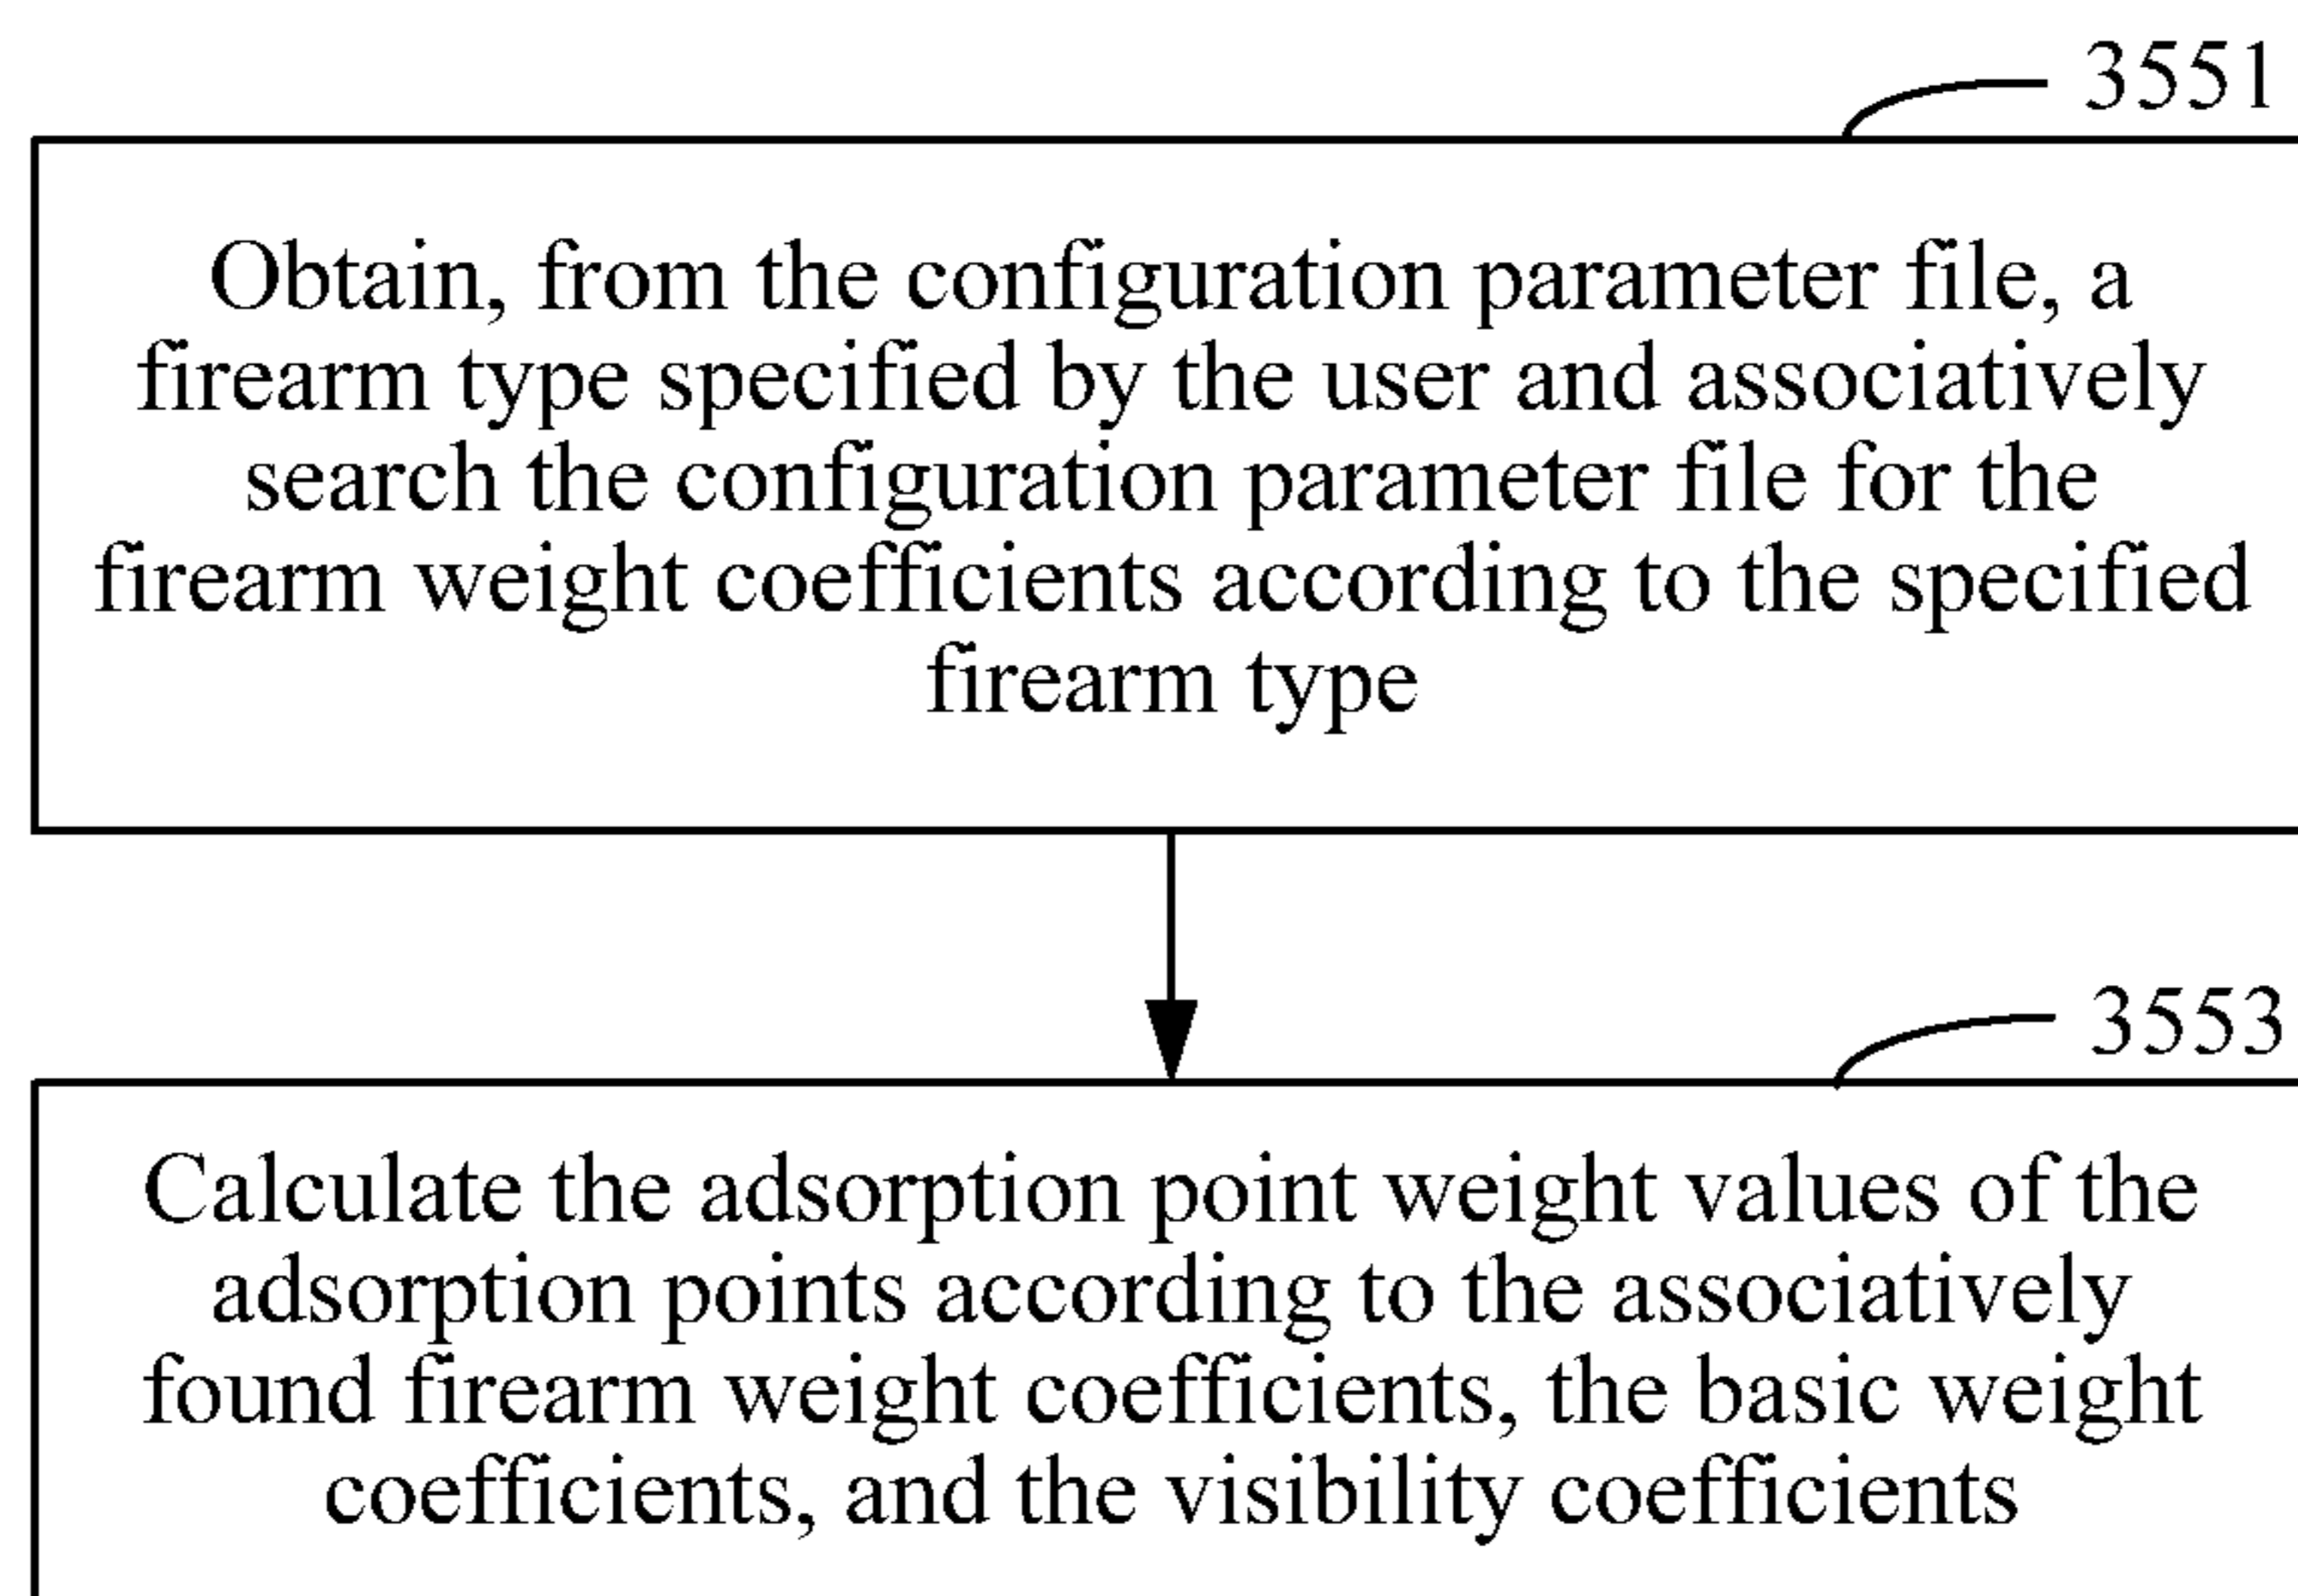 3551
Obtain, from the configuration parameter file, a
firearm type specified by the user and associatively
search the configuration parameter file for the
firearm weight coefficients according to the specified
firearm type
3553
Calculate the adsorption point weight values of the
adsorption points according to the associatively
found firearm weight coefficients, the basic weight
coefficients, and the visibility coefficients